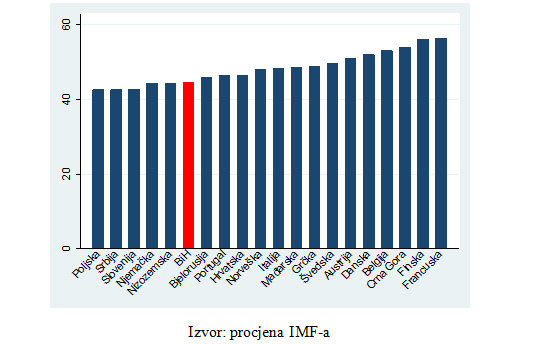 60
40
20
0
Poljska
Srbija
Slovenija
Njemačka
Nizozemska
BiH
Bjelorusija
Portugal
Hrvatska
Norveška
Italija
Mađarska
Grčka
Švedska
Austrija
Danska
Belgija
Crna Gora
Finska
Francuska
Izvor: procjena IMF-a